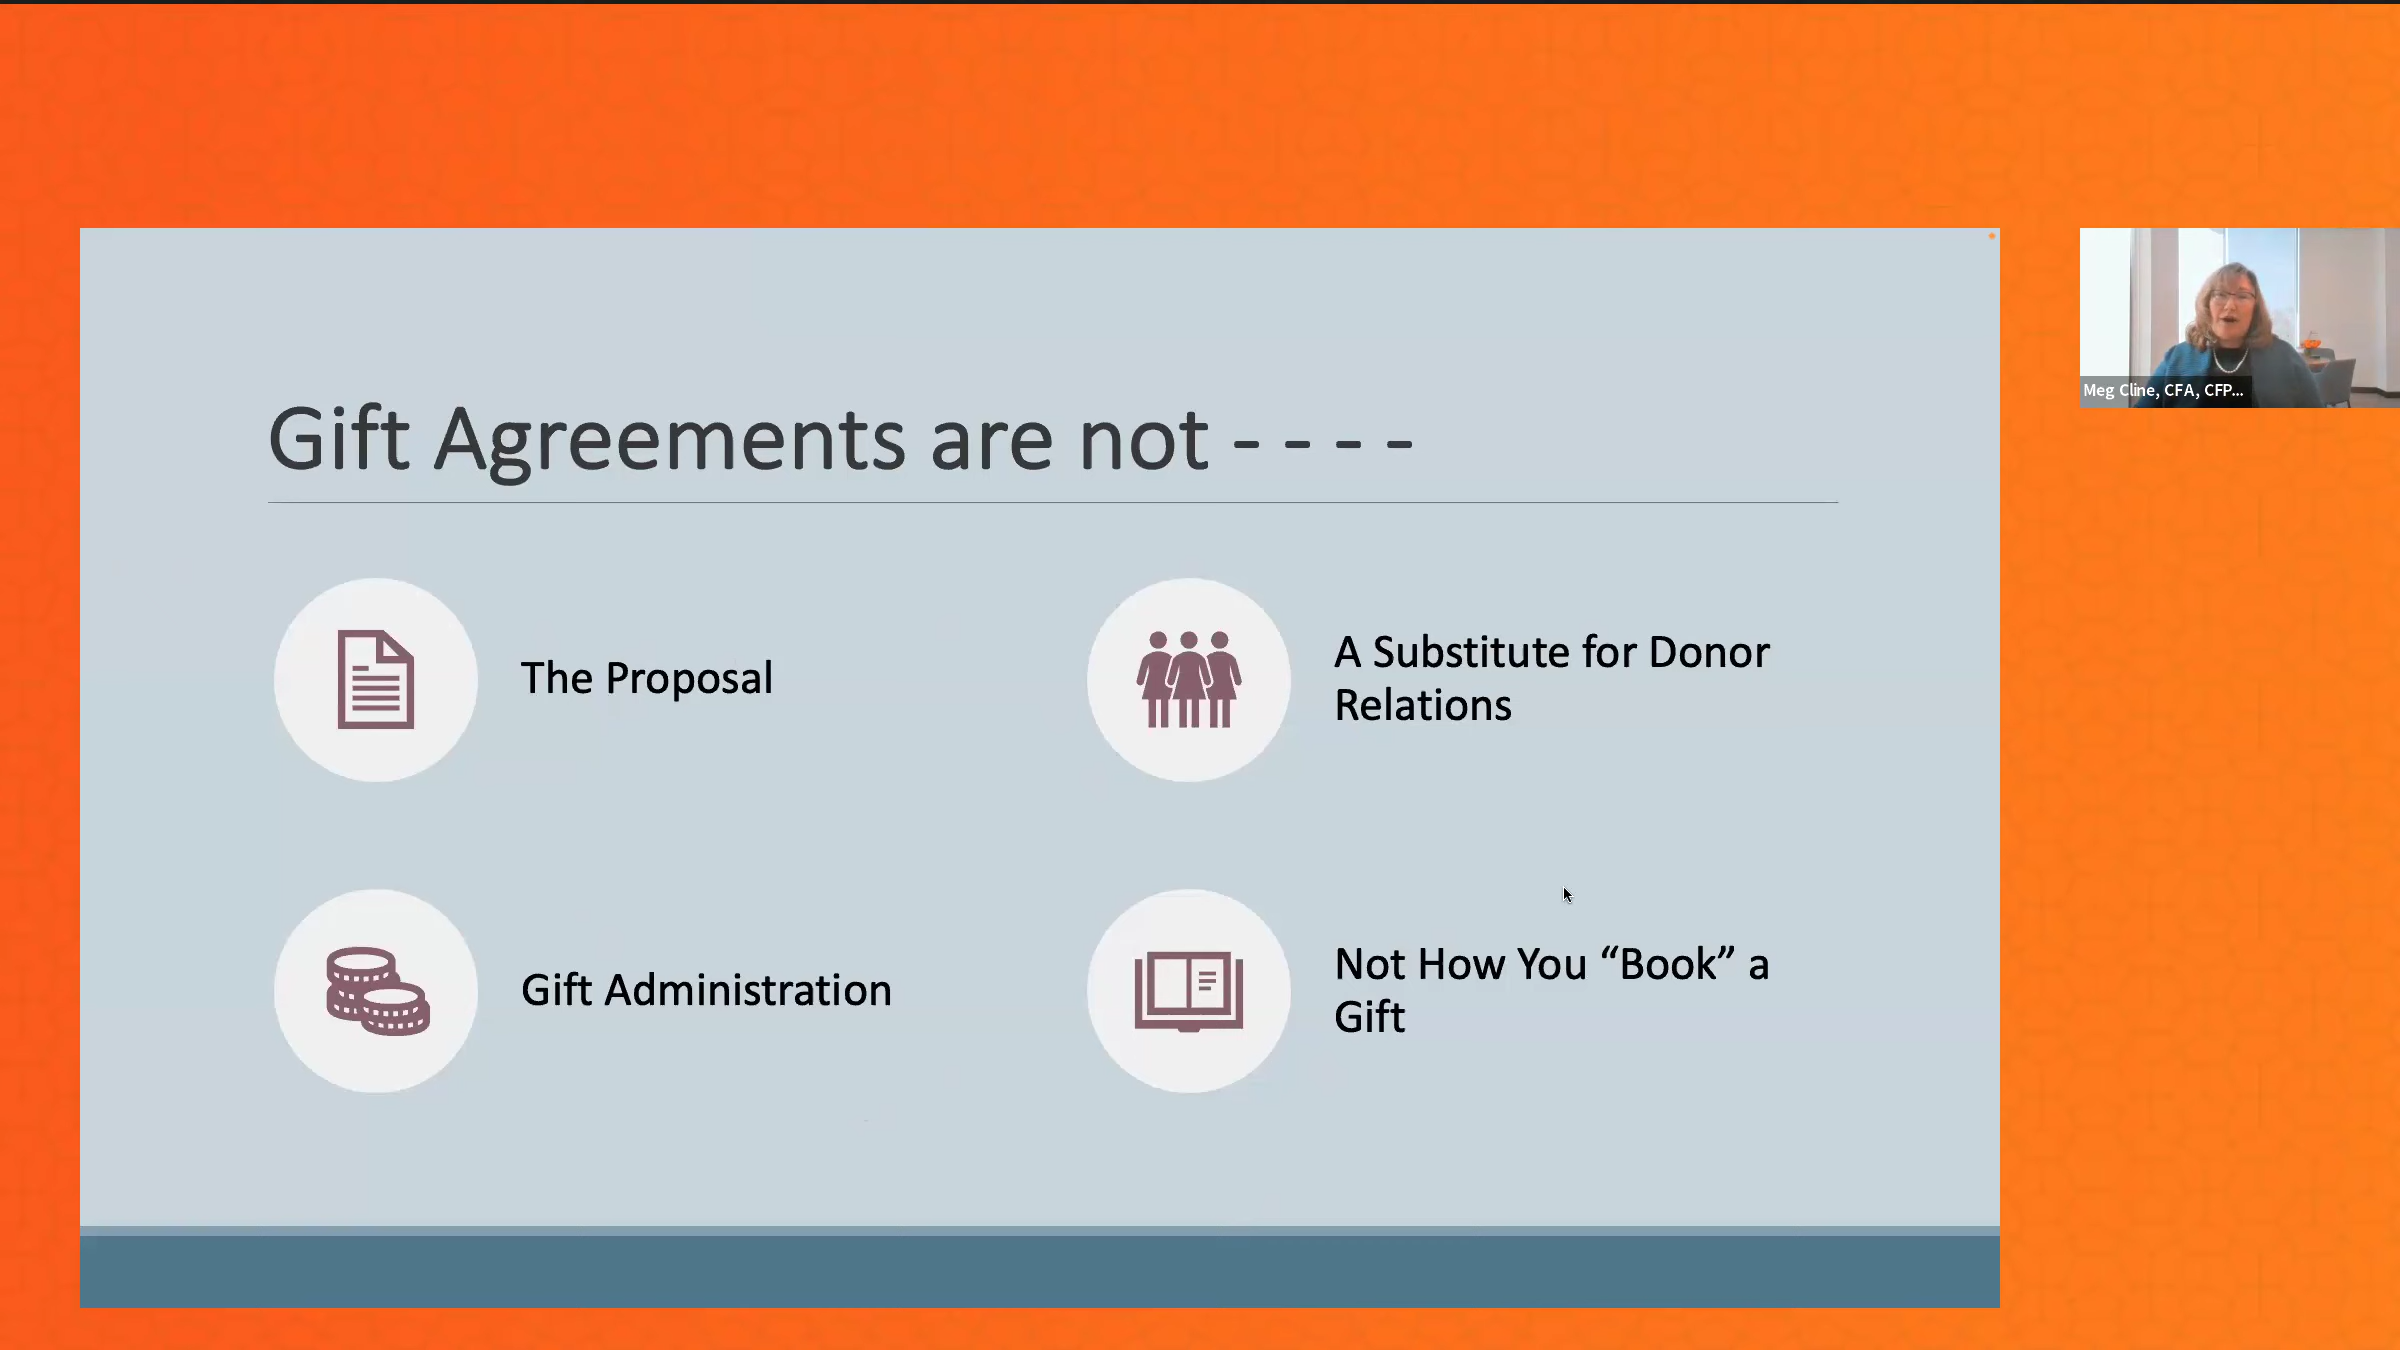 Gift Agreements are not - - - -
The Proposal
A Substitute for Donor
Relations
Gift Administration
Not How You “Book” a
Gift
Meg Cline, CFA, CFP...